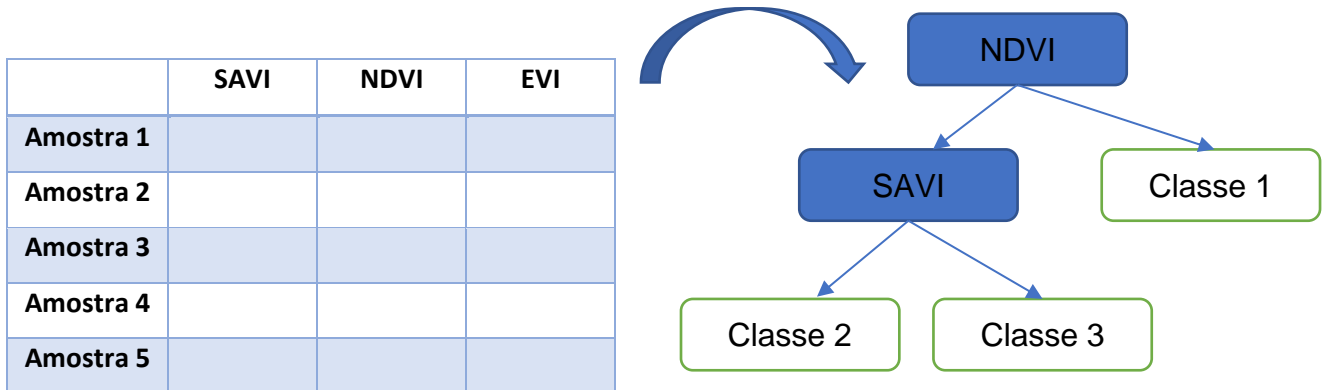 SAVI NDVI EVI
Amostra 1
Amostra 2
Amostra 3
Amostra 4
Amostra 5
NDVI
SAVI
Classe 1
Classe 2
Classe 3